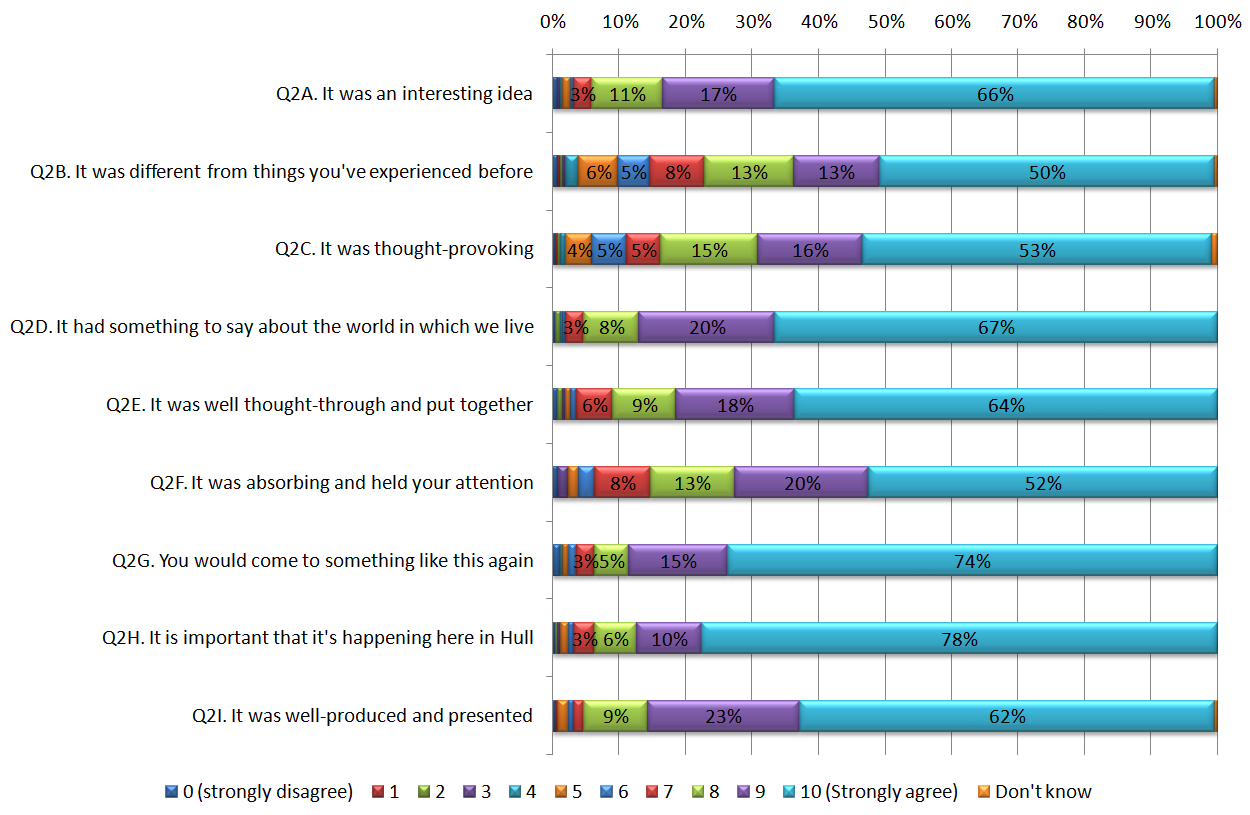 0% 10% 20% 30% 40% 50% 60% 70% 80% 90% 100%
Q2A. It was an interesting idea 3% 11% 17% 66%
Q2B. It was different from things you've experienced before 6% 5% 8% 13% 13% 50%
Q2C. It was thought-provoking 4% 5% 5% 15% 16% 53%
Q2D. It had something to say about the world in which we live 3% 8% 20% 67%
Q2E. It was well thought-through and put together 6% 9% 18% 64%
Q2F. It was absorbing and held your attention 8% 13% 20% 52%
Q2G. You would come to something like this again 3% 5% 15% 74%
Q2H. It is important that it's happening here in Hull 3% 6% 10% 78%
Q2I. It was well-produced and presented 9% 23% 62%
0 (strongly disagree) 1 2 3 4 5 6 7 8 9 10 (Strongly agree) Don't know